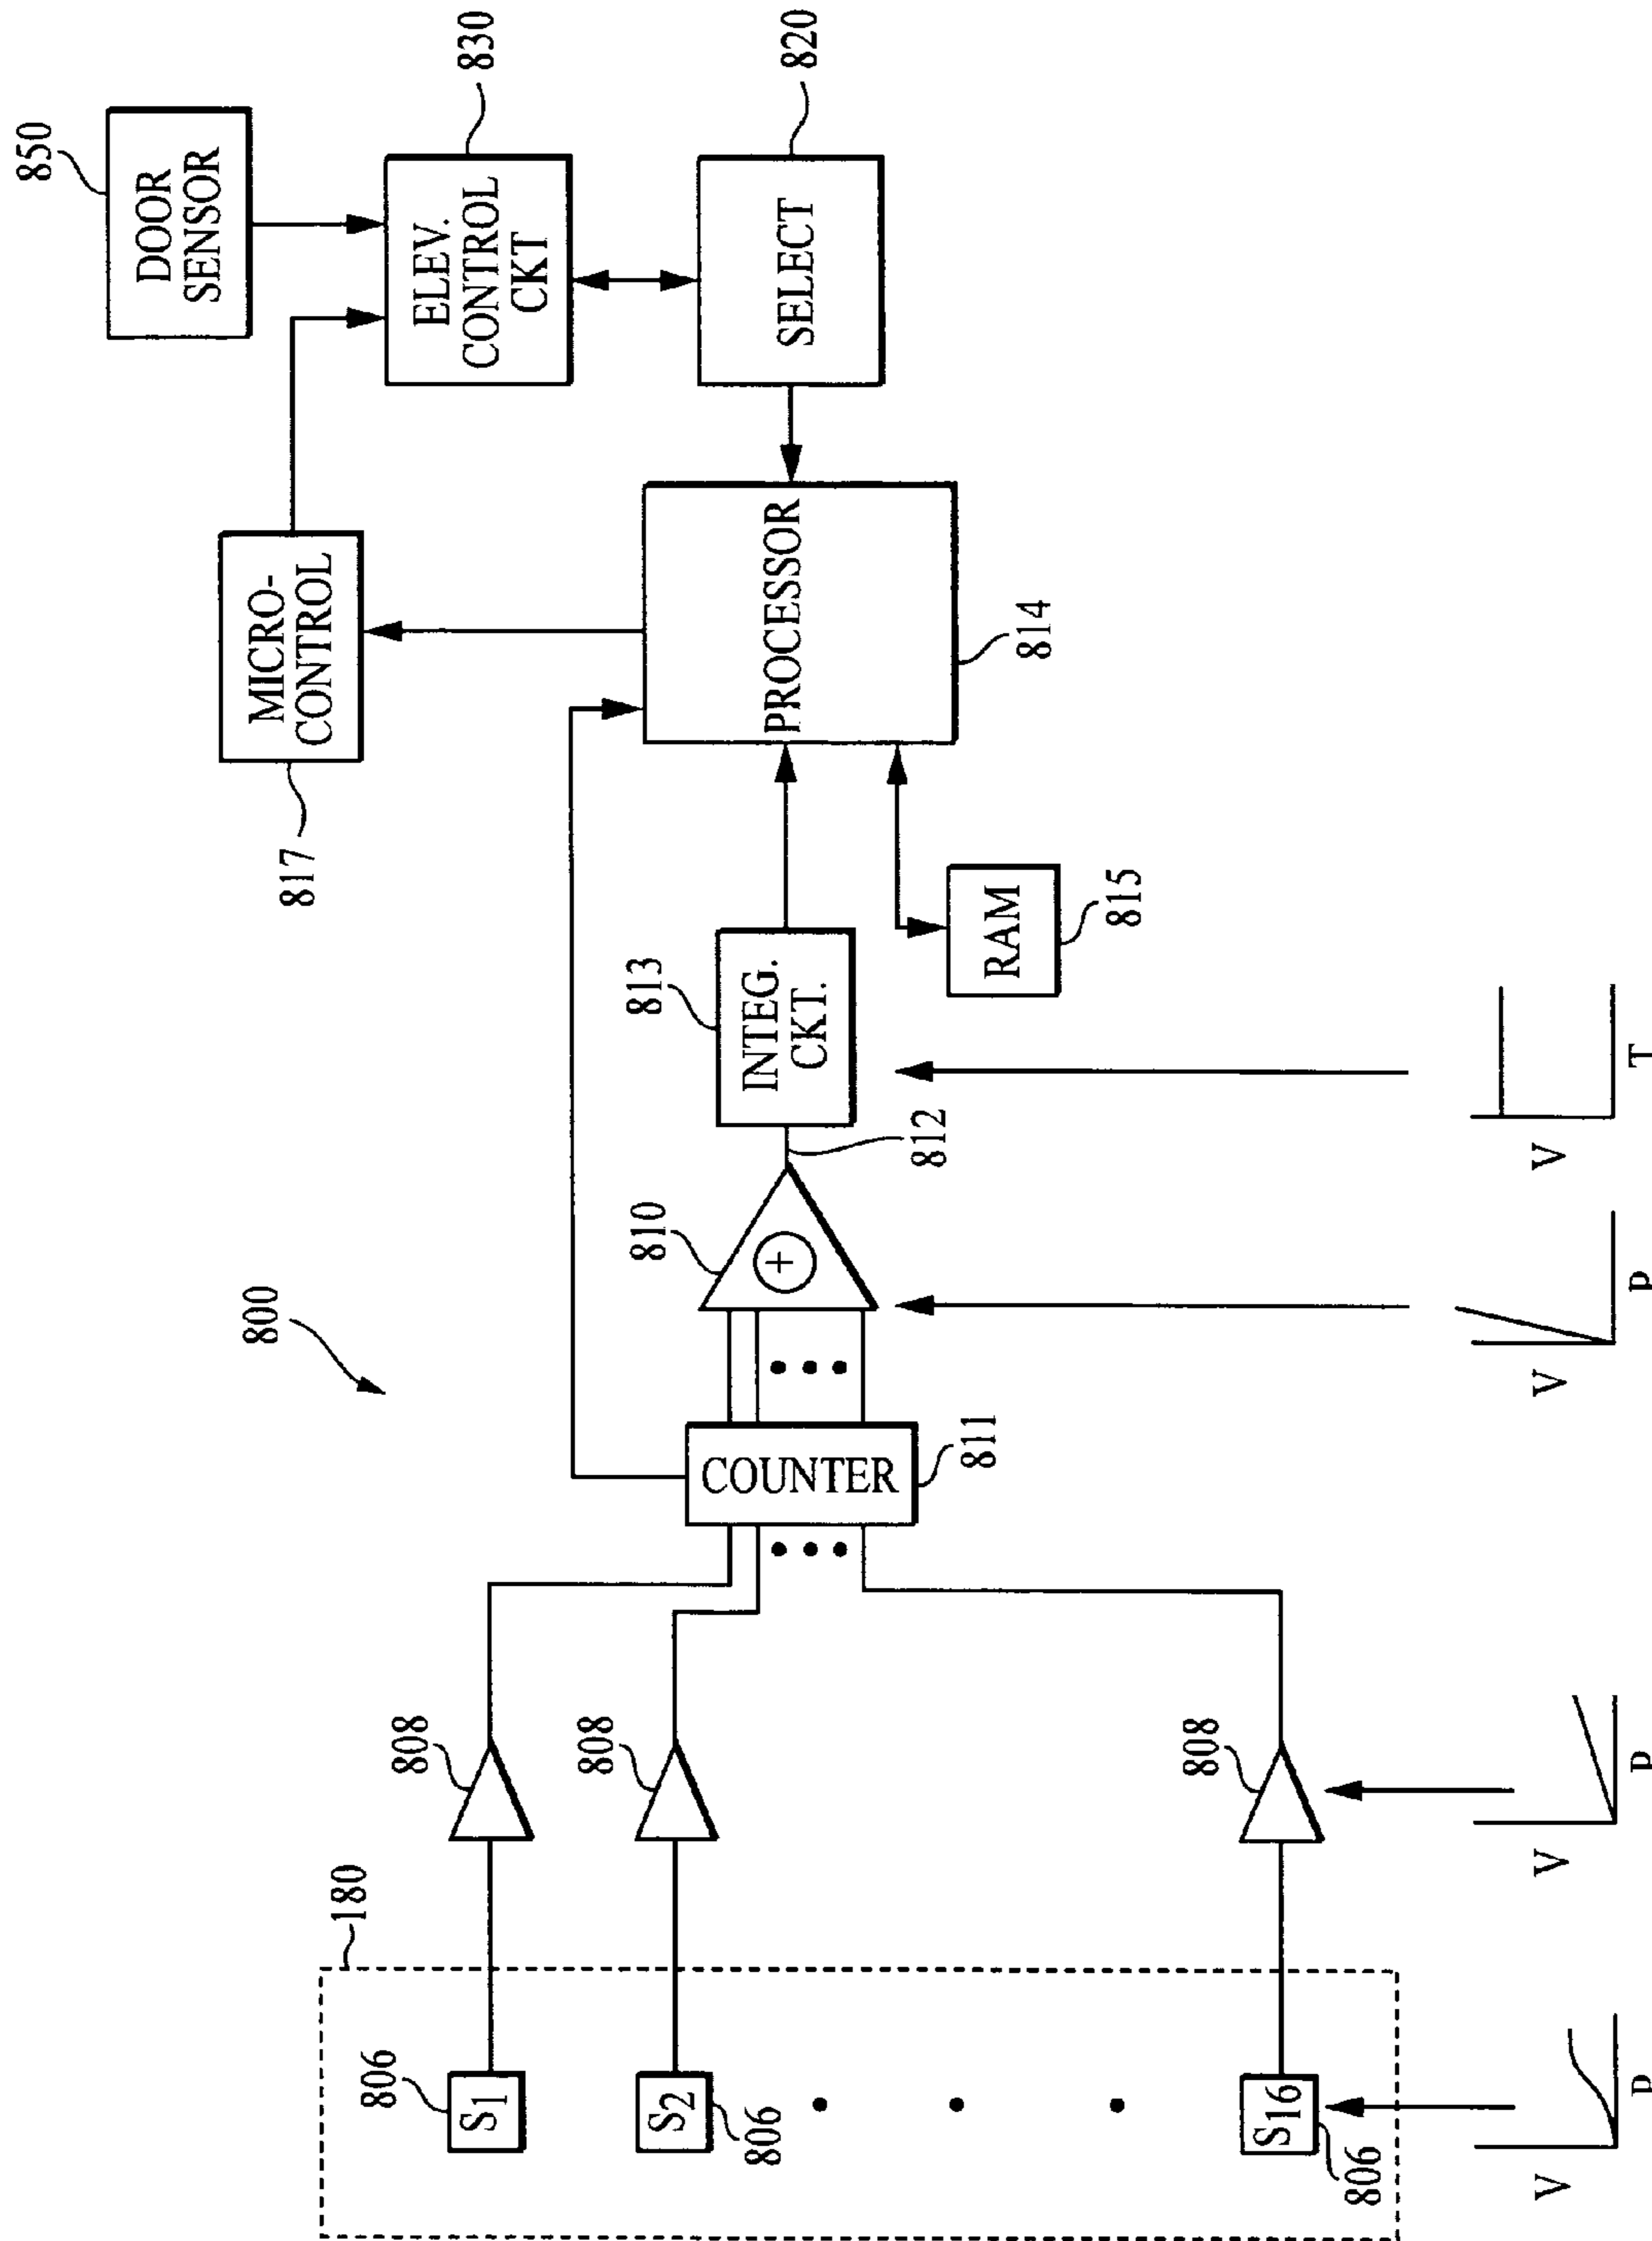 800
180
806
S1
S2
806
S16
806
808
808
808
COUNTER
811
810
+
812
813
INTEG.
CKT.
RAM
815
PROCESSOR
814
817
MICRO-
CONTROL
850
DOOR
SENSOR
ELEV.
CONTROL
CKT
830
SELECT
820
V
P
V
P
V
P
V
T